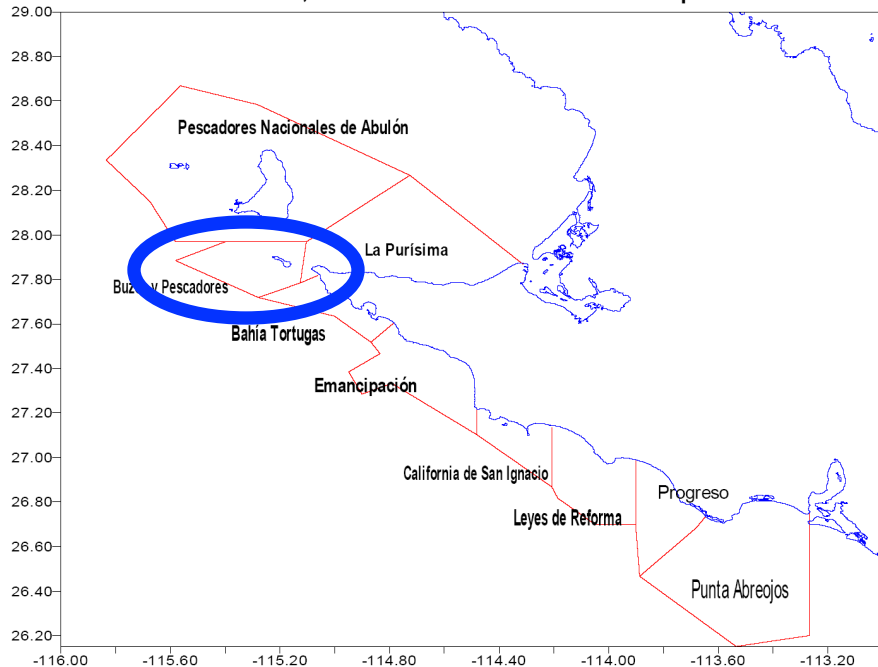 29.00
28.60
28.40
28.20
28.00
27.80
27.60
27.40
27.20
27.00
26.80
26.60
26.40
26.20
Pescadores Nacionales de Abulón
La Purísima
y Pescadores
Bahía Tortugas
Emancipación
California de San Ignacio
Progreso
Leyes de Reforma
Punta Abreojos
-116.00 -115.60 -115.20 -114.80 -114.40 -114.00 -113.60 -113.20